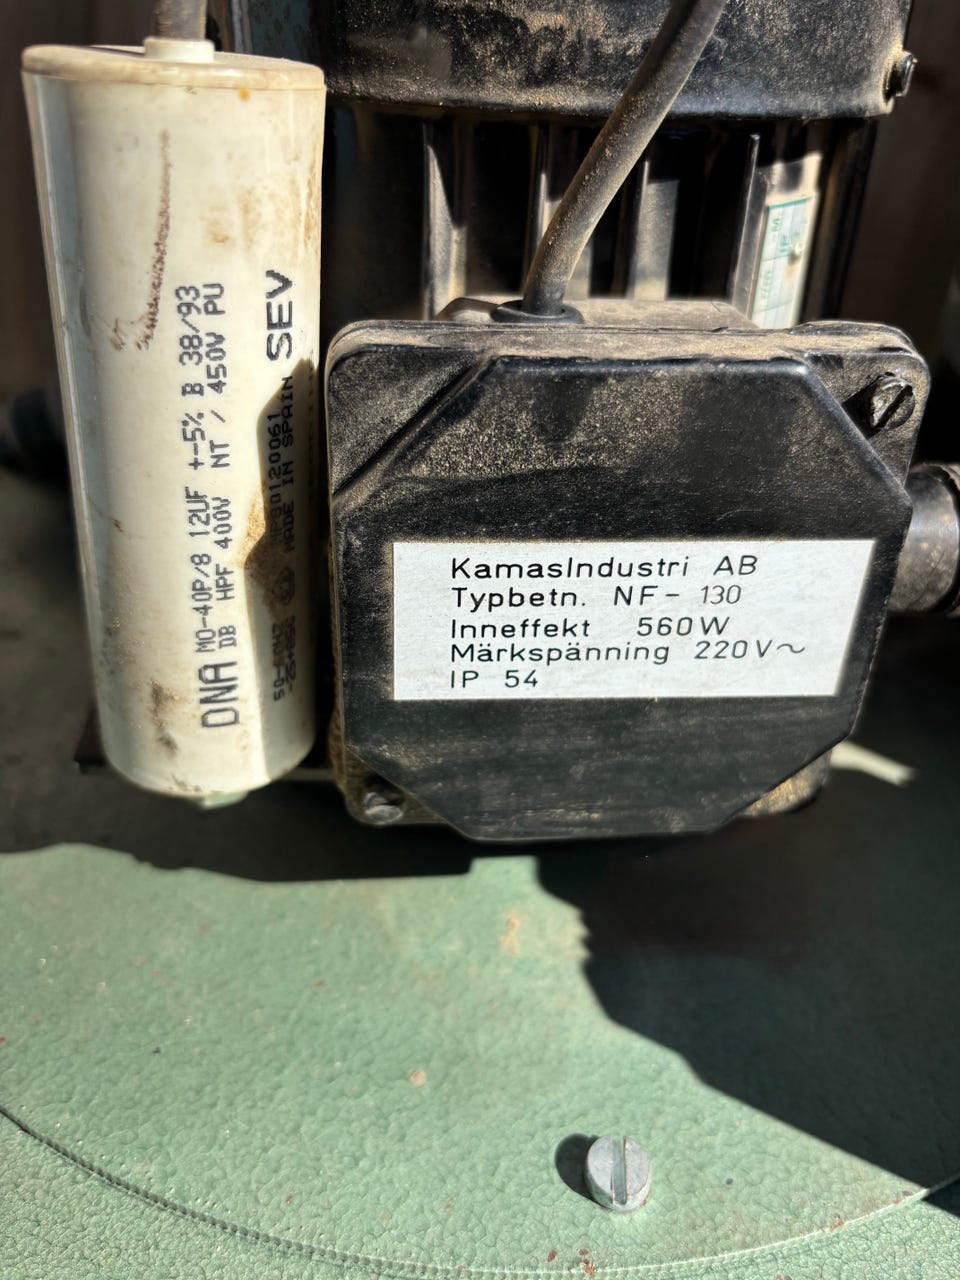 DNA MO-40P/8 12UF +-5% B 38/93
DB HPF 400V NT / 450V PU
MADE IN SPAIN SEV
KamasIndustri AB
Typbetn. NF- 130
Inneffekt 560W
Märkspänning 220V~
IP 54